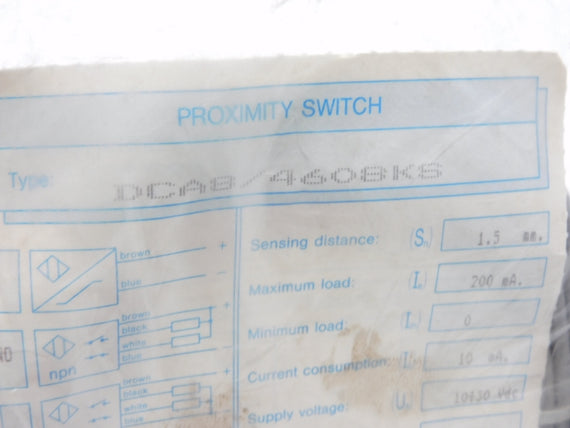 PROXIMITY SWITCH
Type: DCA8/4608KS
brown +
blue −
Sensing distance: (Sn) 1.5 mm.
Maximum load: 200 mA.
brown +
black
white
blue −
npn
NO
Minimum load: 0
Current consumption: 10 mA.
brown +
black
white
blue
Supply voltage: 10÷30 Vdc